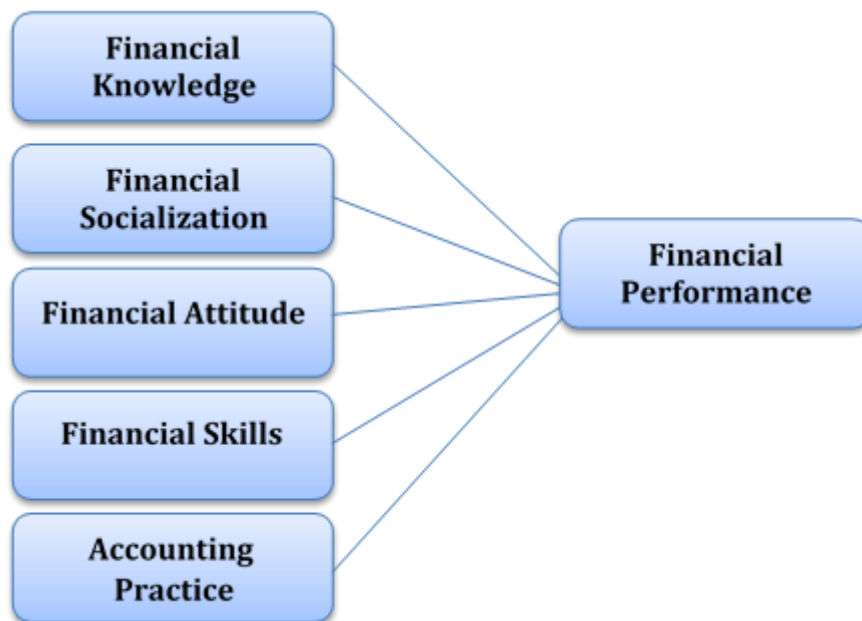 Financial
Knowledge
Financial
Socialization
Financial Attitude
Financial Skills
Accounting
Practice
Financial
Performance